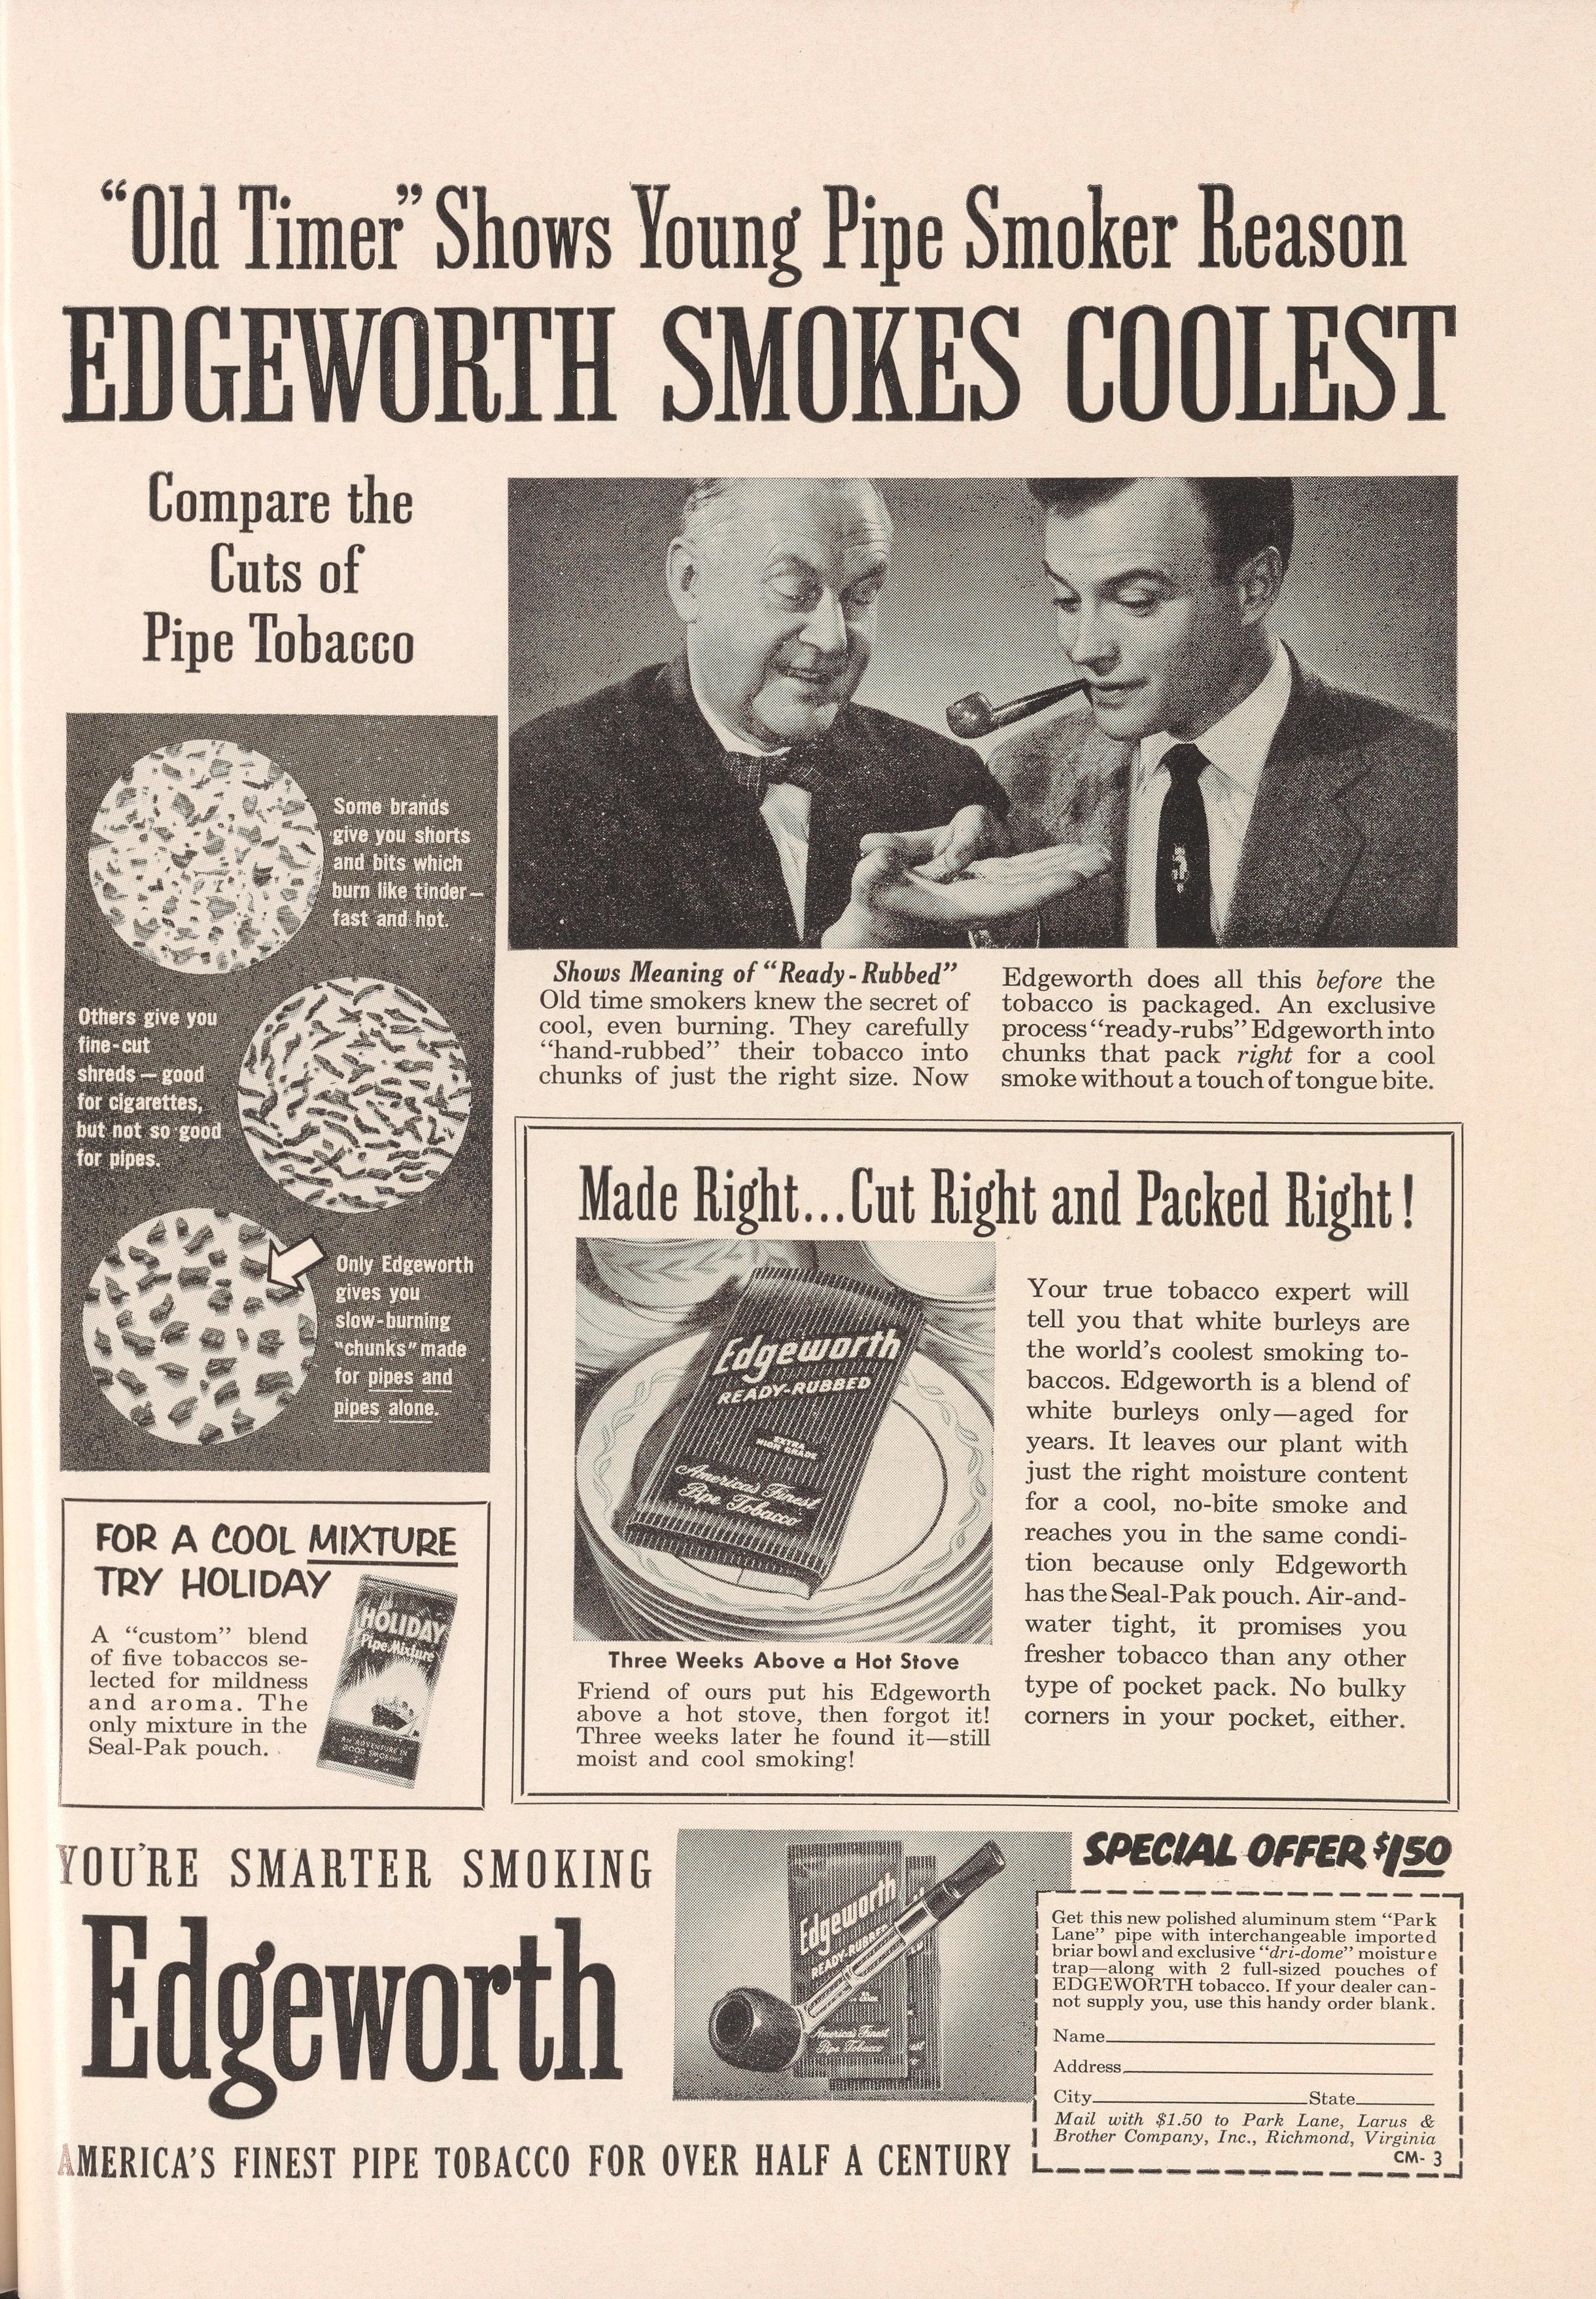 “Old Timer” Shows Young Pipe Smoker Reason
EDGEWORTH SMOKES COOLEST
Compare the
Cuts of
Pipe Tobacco
Some brands
give you shorts
and bits which
burn like tinder—
fast and hot.
Others give you
fine-cut
shreds — good
for cigarettes,
but not so good
for pipes.
Only Edgeworth
gives you
slow-burning
“chunks” made
for pipes and
pipes alone.
Shows Meaning of “Ready-Rubbed”
Old time smokers knew the secret of
cool, even burning. They carefully
“hand-rubbed” their tobacco into
chunks of just the right size. Now
Edgeworth does all this before the
tobacco is packaged. An exclusive
process “ready-rubs” Edgeworth into
chunks that pack right for a cool
smoke without a touch of tongue bite.
Made Right...Cut Right and Packed Right!
Edgeworth
READY-RUBBED
EXTRA
HIGH GRADE
America's Finest
Pipe Tobacco
Three Weeks Above a Hot Stove
Friend of ours put his Edgeworth
above a hot stove, then forgot it!
Three weeks later he found it—still
moist and cool smoking!
Your true tobacco expert will
tell you that white burleys are
the world's coolest smoking to-
baccos. Edgeworth is a blend of
white burleys only—aged for
years. It leaves our plant with
just the right moisture content
for a cool, no-bite smoke and
reaches you in the same condi-
tion because only Edgeworth
has the Seal-Pak pouch. Air-and-
water tight, it promises you
fresher tobacco than any other
type of pocket pack. No bulky
corners in your pocket, either.
FOR A COOL MIXTURE
TRY HOLIDAY
A “custom” blend
of five tobaccos se-
lected for mildness
and aroma. The
only mixture in the
Seal-Pak pouch.
HOLIDAY
Pipe Mixture
AN ADVENTURE IN
GOOD SMOKING
YOU'RE SMARTER SMOKING
Edgeworth
AMERICA'S FINEST PIPE TOBACCO FOR OVER HALF A CENTURY
Edgeworth
READY-RUBBED
America's Finest
Pipe Tobacco
SPECIAL OFFER $1.50
Get this new polished aluminum stem “Park
Lane” pipe with interchangeable imported
briar bowl and exclusive “dri-dome” moisture
trap—along with 2 full-sized pouches of
EDGEWORTH tobacco. If your dealer can-
not supply you, use this handy order blank.
Name
Address
City State
Mail with $1.50 to Park Lane, Larus &
Brother Company, Inc., Richmond, Virginia
CM- 3